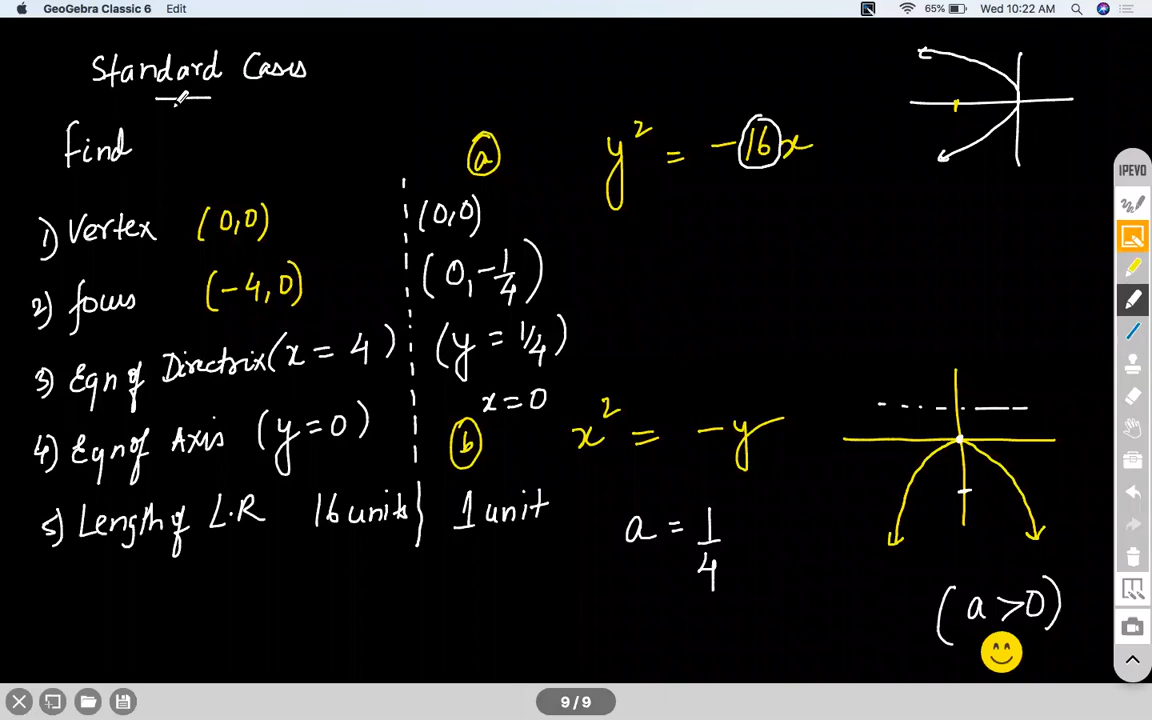 GeoGebra Classic 6 Edit 65% Wed 10:22 AM
Standard Cases
find
a y² = -16x
1) Vertex (0,0) (0,0)
2) focus (-4,0) (0,-1/4)
3) Eqn of Directrix (x = 4) (y = 1/4)
4) Eqn of Axis (y=0) x=0
b x² = -y
5) Length of L.R 16 units 1 unit
a = 1/4
(a >0)
IPEVO
9/9